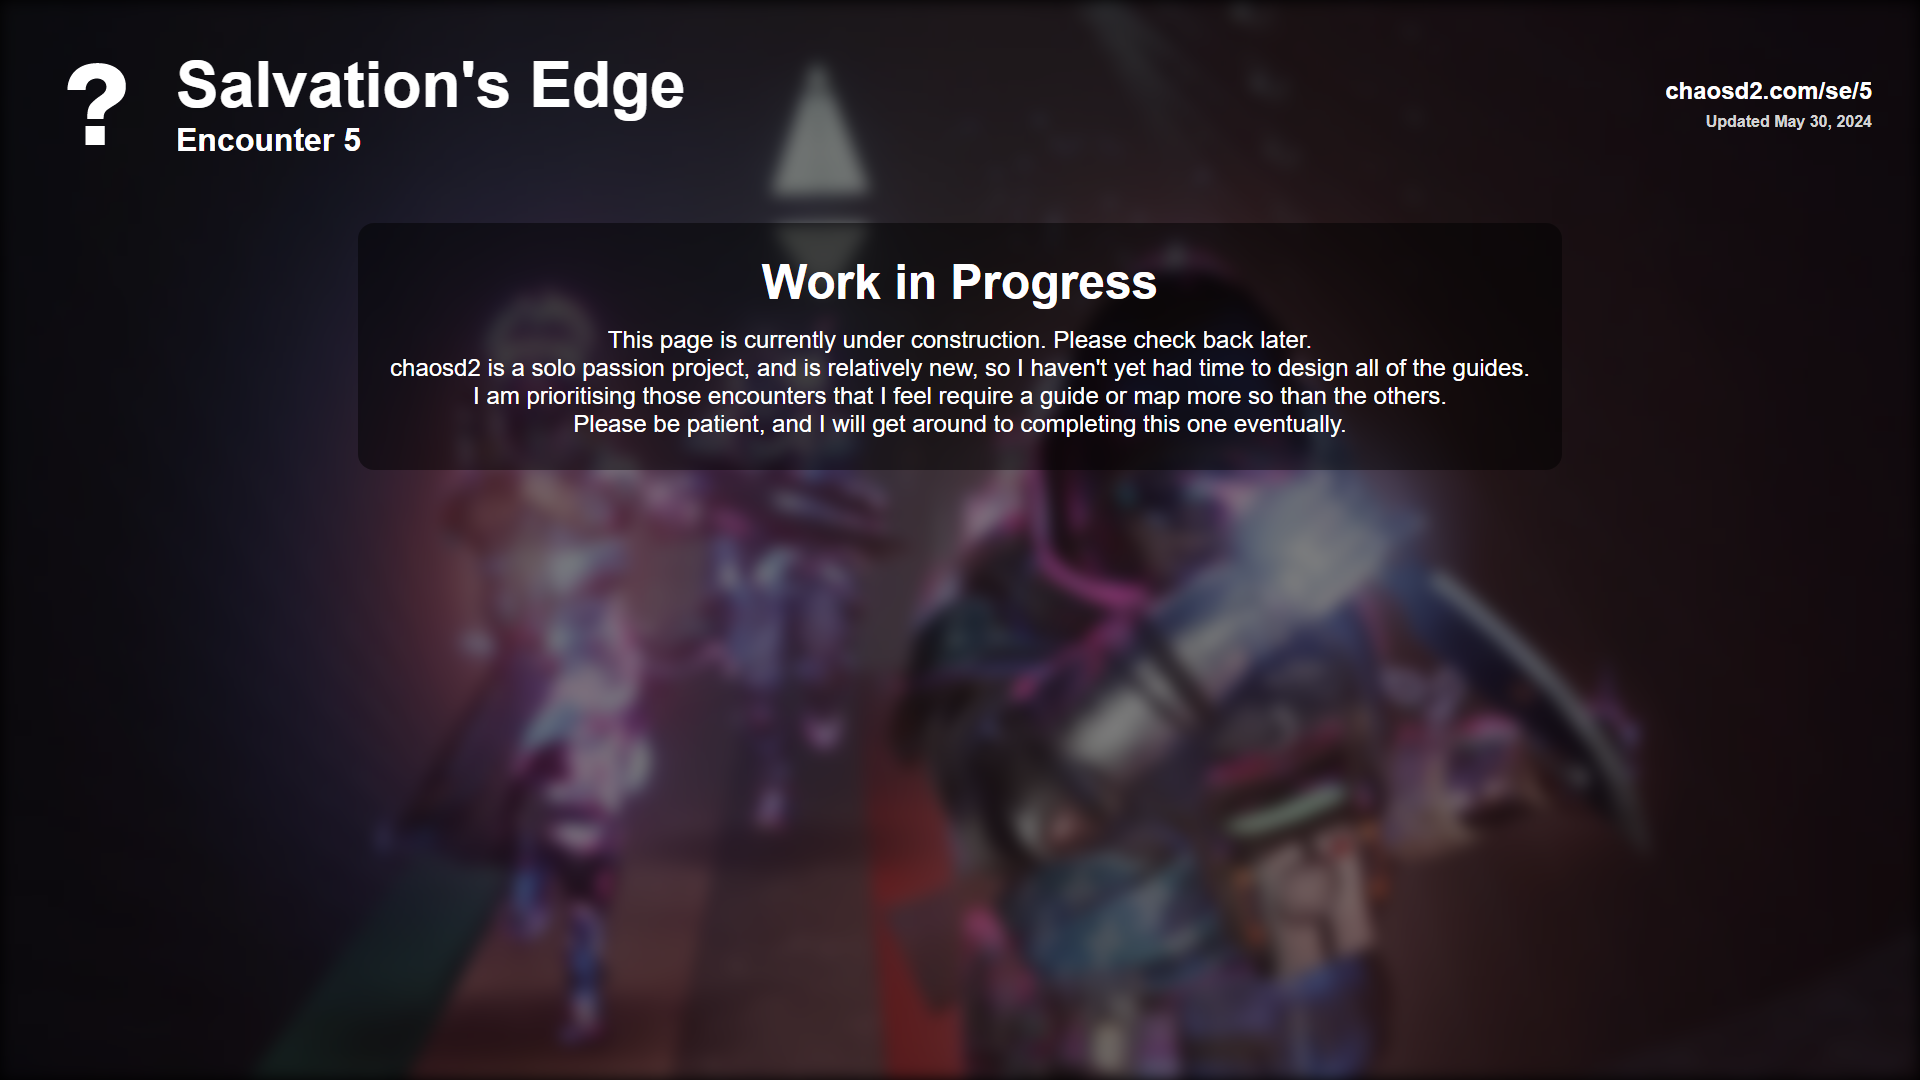 ?
Salvation's Edge
Encounter 5
chaosd2.com/se/5
Updated May 30, 2024
Work in Progress
This page is currently under construction. Please check back later.
chaosd2 is a solo passion project, and is relatively new, so I haven't yet had time to design all of the guides.
I am prioritising those encounters that I feel require a guide or map more so than the others.
Please be patient, and I will get around to completing this one eventually.